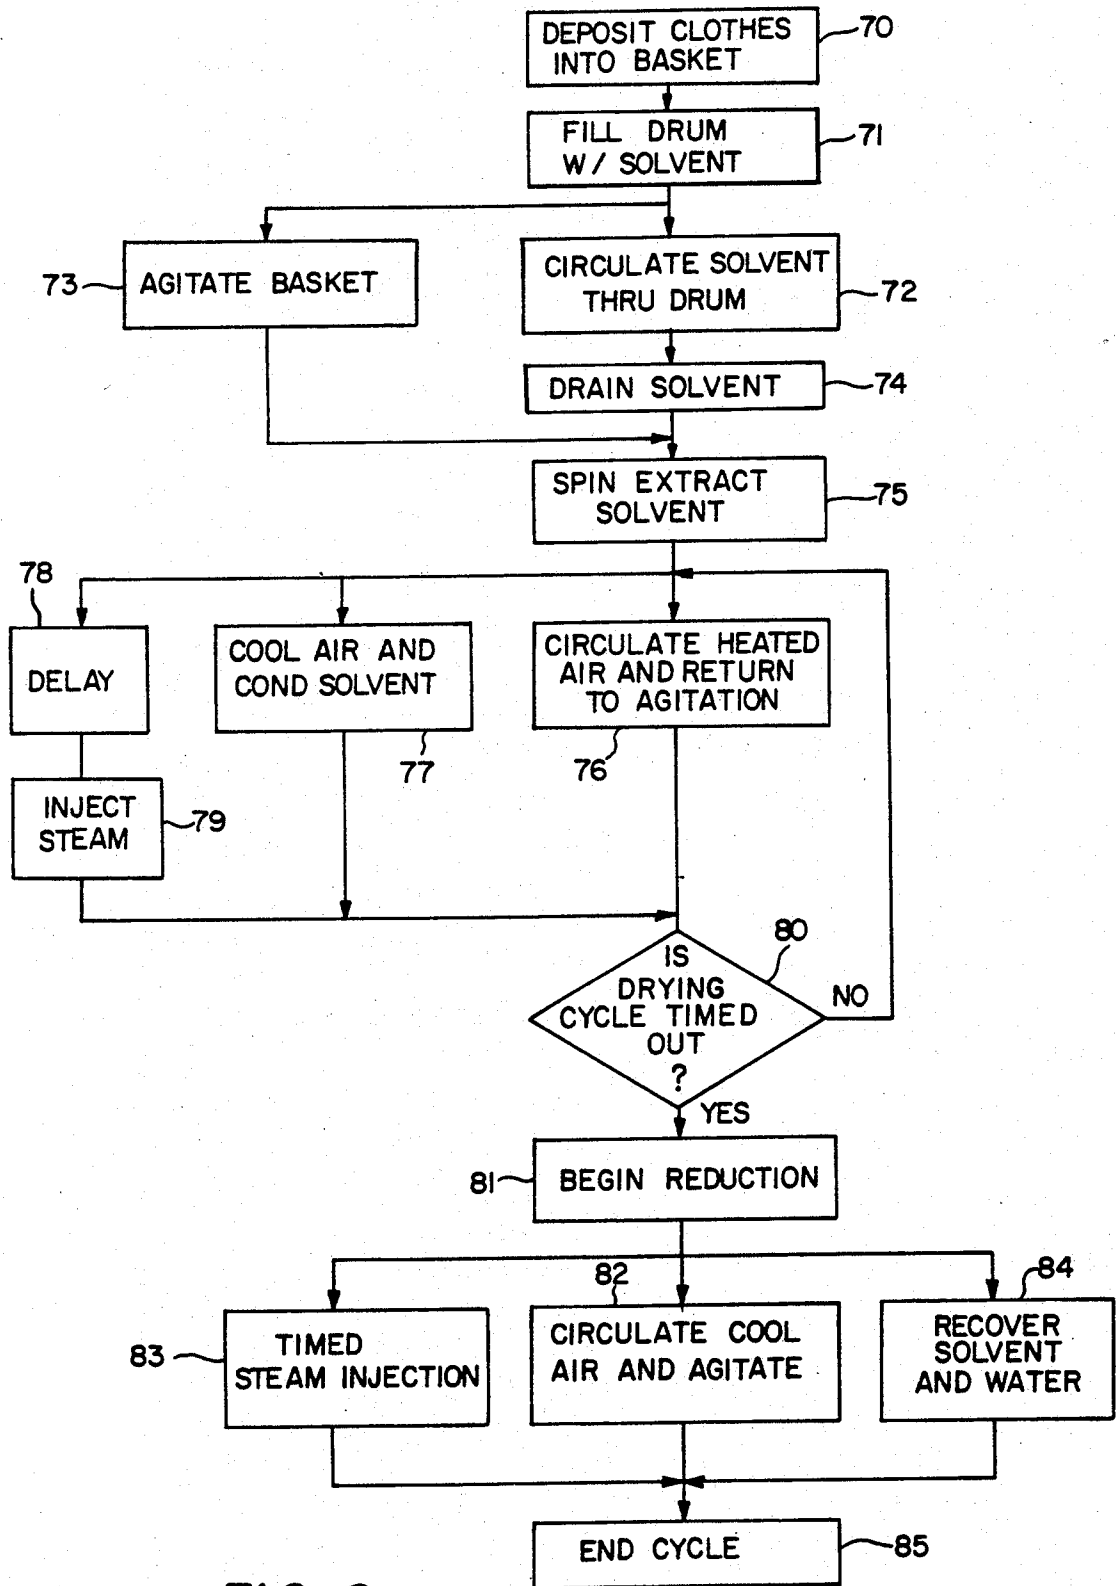 DEPOSIT CLOTHES
INTO BASKET
70
FILL DRUM
W/ SOLVENT
71
73
AGITATE BASKET
CIRCULATE SOLVENT
THRU DRUM
72
DRAIN SOLVENT
74
SPIN EXTRACT
SOLVENT
75
78
DELAY
COOL AIR AND
COND SOLVENT
77
CIRCULATE HEATED
AIR AND RETURN
TO AGITATION
76
INJECT
STEAM
79
80
IS
DRYING
CYCLE TIMED
OUT
?
NO
YES
81
BEGIN REDUCTION
82
84
83
TIMED
STEAM INJECTION
CIRCULATE COOL
AIR AND AGITATE
RECOVER
SOLVENT
AND WATER
END CYCLE
85